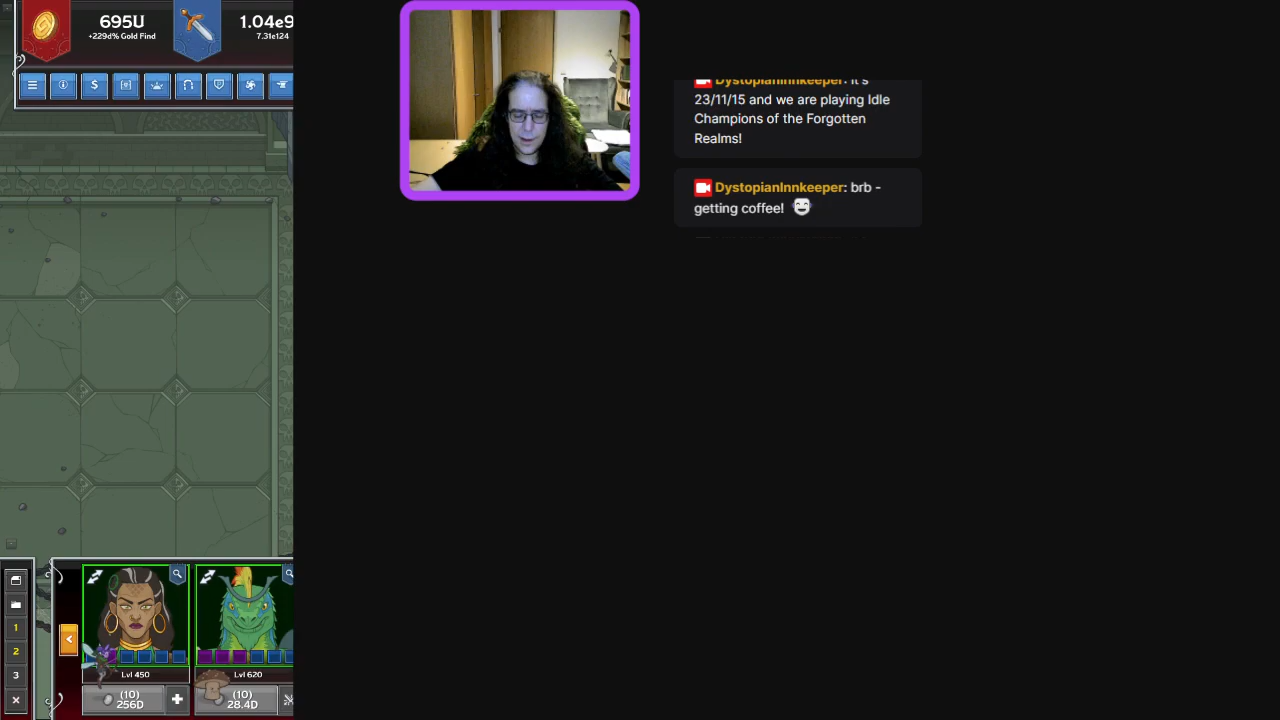 695U
+229d% Gold Find
1.04e9
7.31e124
DystopianInnkeeper: It's
23/11/15 and we are playing Idle
Champions of the Forgotten
Realms!
DystopianInnkeeper: brb -
getting coffee!
1
2
3
Lvl 450
Lvl 620
(10)
256D
(10)
28.4D